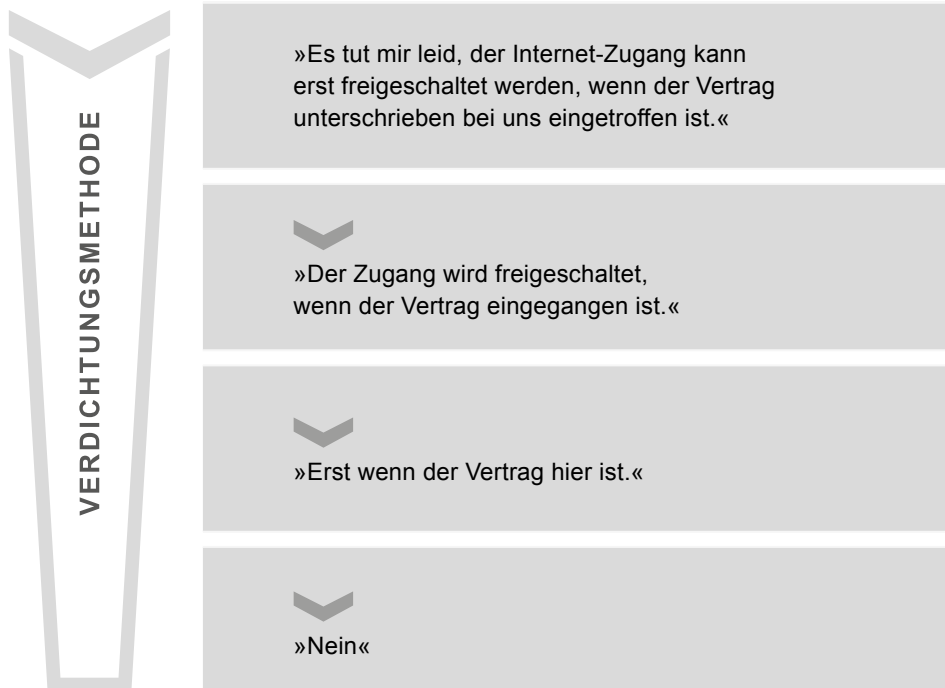 VERDICHTUNGSMETHODE
»Es tut mir leid, der Internet-Zugang kann
erst freigeschaltet werden, wenn der Vertrag
unterschrieben bei uns eingetroffen ist.«
»Der Zugang wird freigeschaltet,
wenn der Vertrag eingegangen ist.«
»Erst wenn der Vertrag hier ist.«
»Nein«